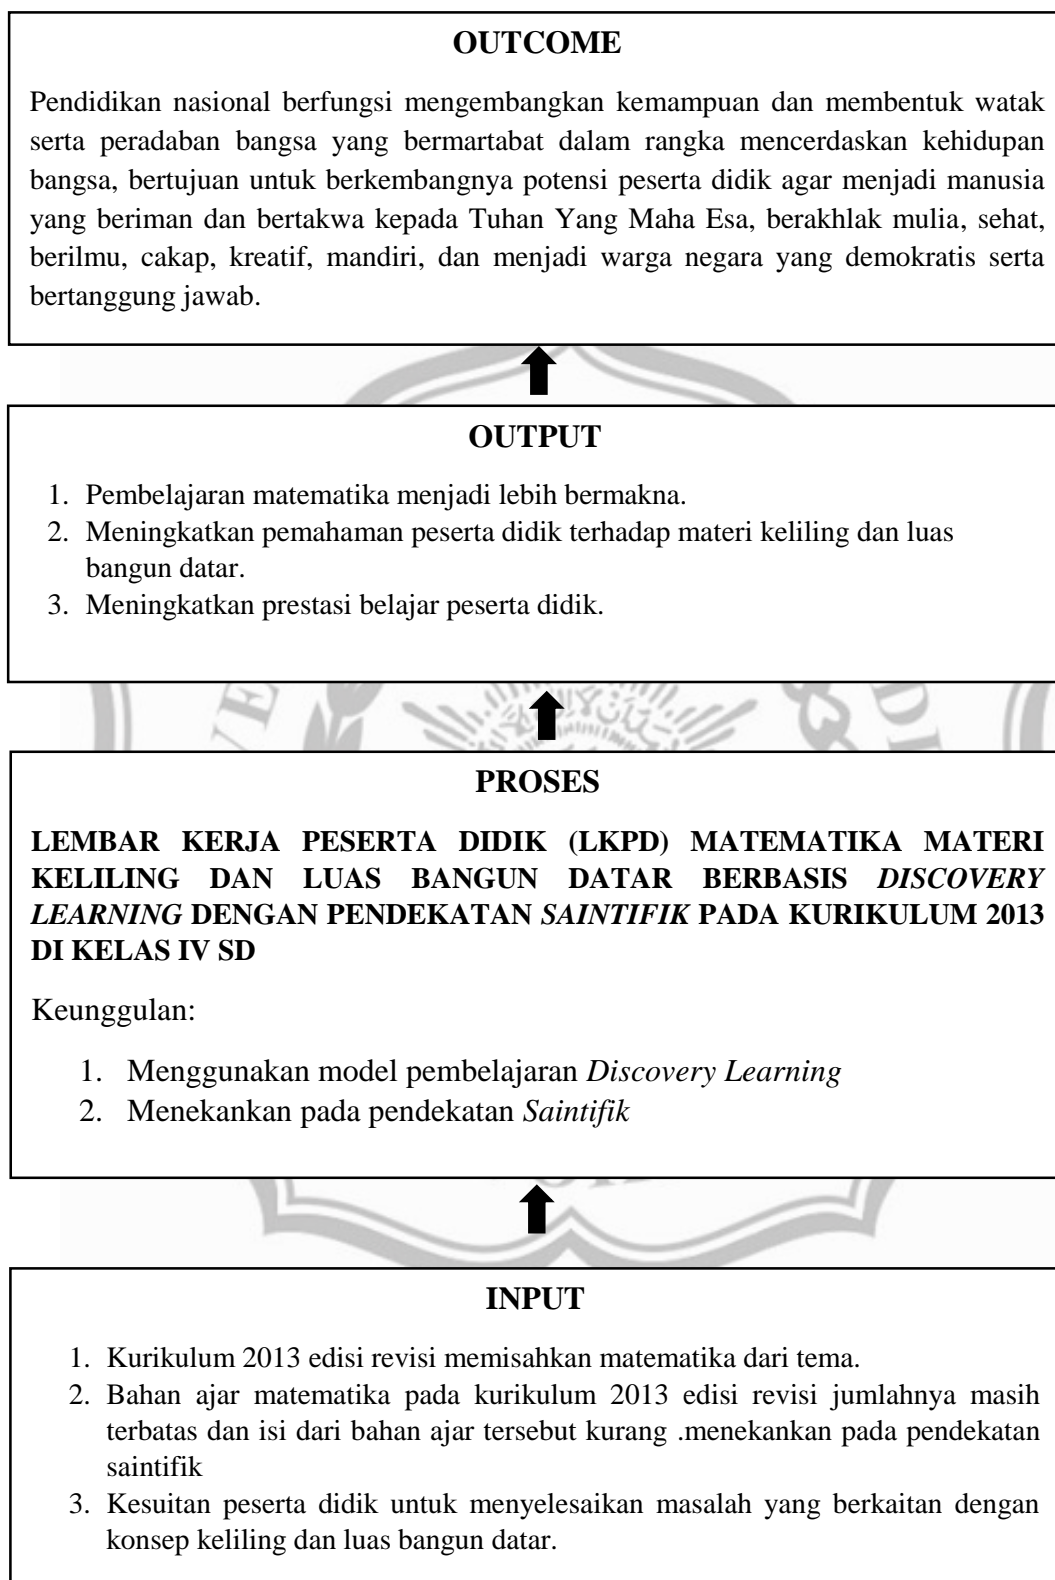 OUTCOME
Pendidikan nasional berfungsi mengembangkan kemampuan dan membentuk watak
serta peradaban bangsa yang bermartabat dalam rangka mencerdaskan kehidupan
bangsa, bertujuan untuk berkembangnya potensi peserta didik agar menjadi manusia
yang beriman dan bertakwa kepada Tuhan Yang Maha Esa, berakhlak mulia, sehat,
berilmu, cakap, kreatif, mandiri, dan menjadi warga negara yang demokratis serta
bertanggung jawab.
OUTPUT
1. Pembelajaran matematika menjadi lebih bermakna.
2. Meningkatkan pemahaman peserta didik terhadap materi keliling dan luas
bangun datar.
3. Meningkatkan prestasi belajar peserta didik.
PROSES
LEMBAR KERJA PESERTA DIDIK (LKPD) MATEMATIKA MATERI
KELILING DAN LUAS BANGUN DATAR BERBASIS DISCOVERY
LEARNING DENGAN PENDEKATAN SAINTIFIK PADA KURIKULUM 2013
DI KELAS IV SD
Keunggulan:
1. Menggunakan model pembelajaran Discovery Learning
2. Menekankan pada pendekatan Saintifik
INPUT
1. Kurikulum 2013 edisi revisi memisahkan matematika dari tema.
2. Bahan ajar matematika pada kurikulum 2013 edisi revisi jumlahnya masih
terbatas dan isi dari bahan ajar tersebut kurang .menekankan pada pendekatan
saintifik
3. Kesuitan peserta didik untuk menyelesaikan masalah yang berkaitan dengan
konsep keliling dan luas bangun datar.